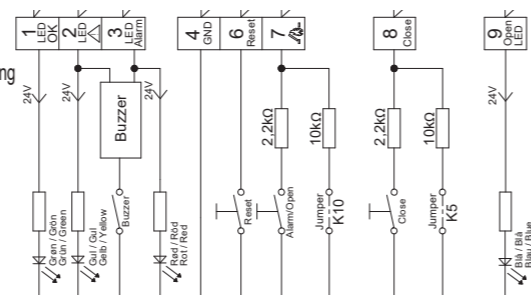 1
LED
OK
2
LED
3
LED
Alarm
4
GND
6
Reset
7
8
Close
9
Open
LED
ng
24V
24V
24V
24V
Buzzer
2,2kΩ
10kΩ
2,2kΩ
10kΩ
Grøn / Grön
Grün / Green
Gul / Gul
Gelb / Yellow
Buzzer
Rød / Röd
Rot / Red
Reset
Alarm/Open
Jumper
K10
Close
Jumper
K5
Blå / Blå
Blau / Blue